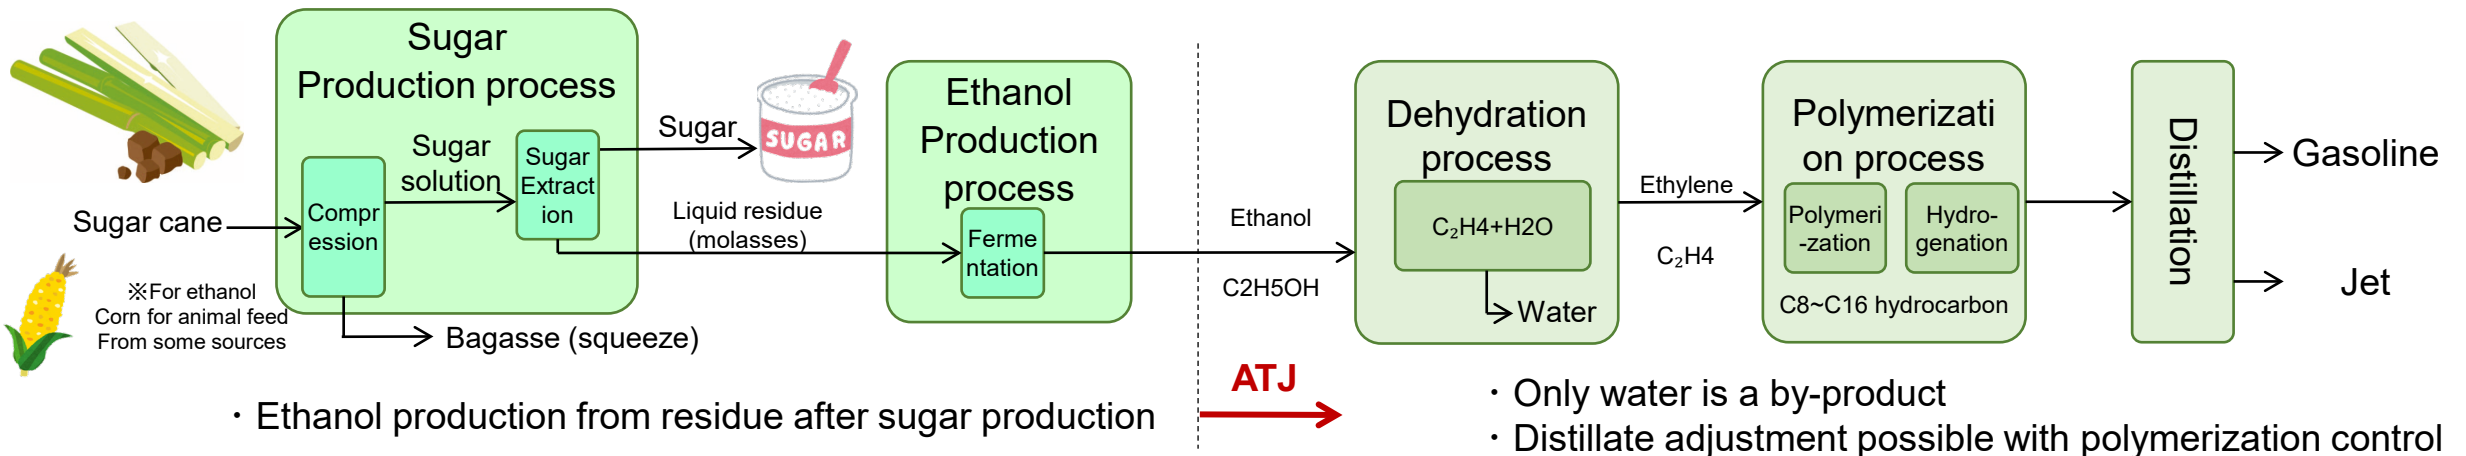 Sugar
Production process
Sugar cane
Compr
ession
Sugar
solution
Sugar
Extract
ion
Sugar
SUGAR
Liquid residue
(molasses)
Bagasse (squeeze)
※For ethanol
Corn for animal feed
From some sources
Ethanol
Production
process
Ferme
ntation
・Ethanol production from residue after sugar production
Ethanol
C2H5OH
ATJ
Dehydration
process
C₂H4+H2O
Water
Ethylene
C₂H4
Polymerizati
on process
Polymeri
-zation
Hydro-
genation
C8~C16 hydrocarbon
Distillation
Gasoline
Jet
・Only water is a by-product
・Distillate adjustment possible with polymerization control